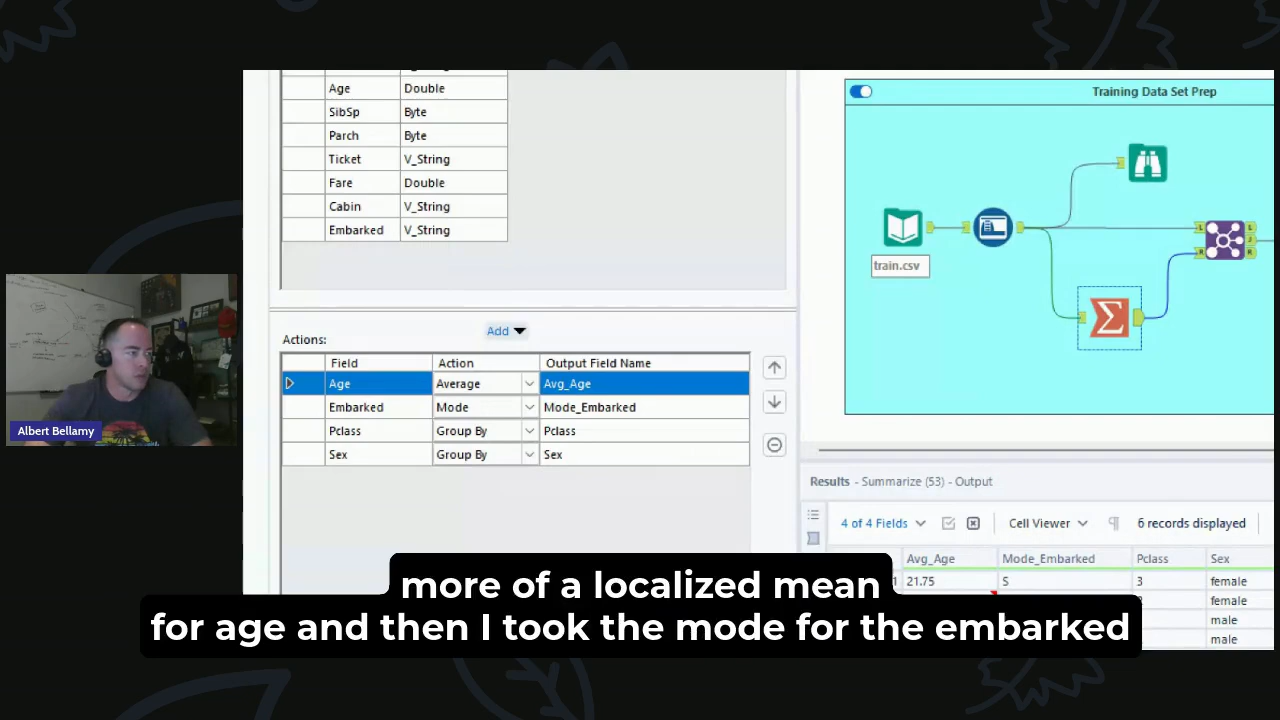 Age Double
SibSp Byte
Parch Byte
Ticket V_String
Fare Double
Cabin V_String
Embarked V_String
Training Data Set Prep
train.csv
L L
J
R R
Add
Actions:
Field Action Output Field Name
Age Average Avg_Age
Embarked Mode Mode_Embarked
Pclass Group By Pclass
Sex Group By Sex
Albert Bellamy
Results - Summarize (53) - Output
4 of 4 Fields Cell Viewer 6 records displayed
Avg_Age Mode_Embarked Pclass Sex
1 21.75 S 3 female
female
male
male
more of a localized mean
for age and then I took the mode for the embarked